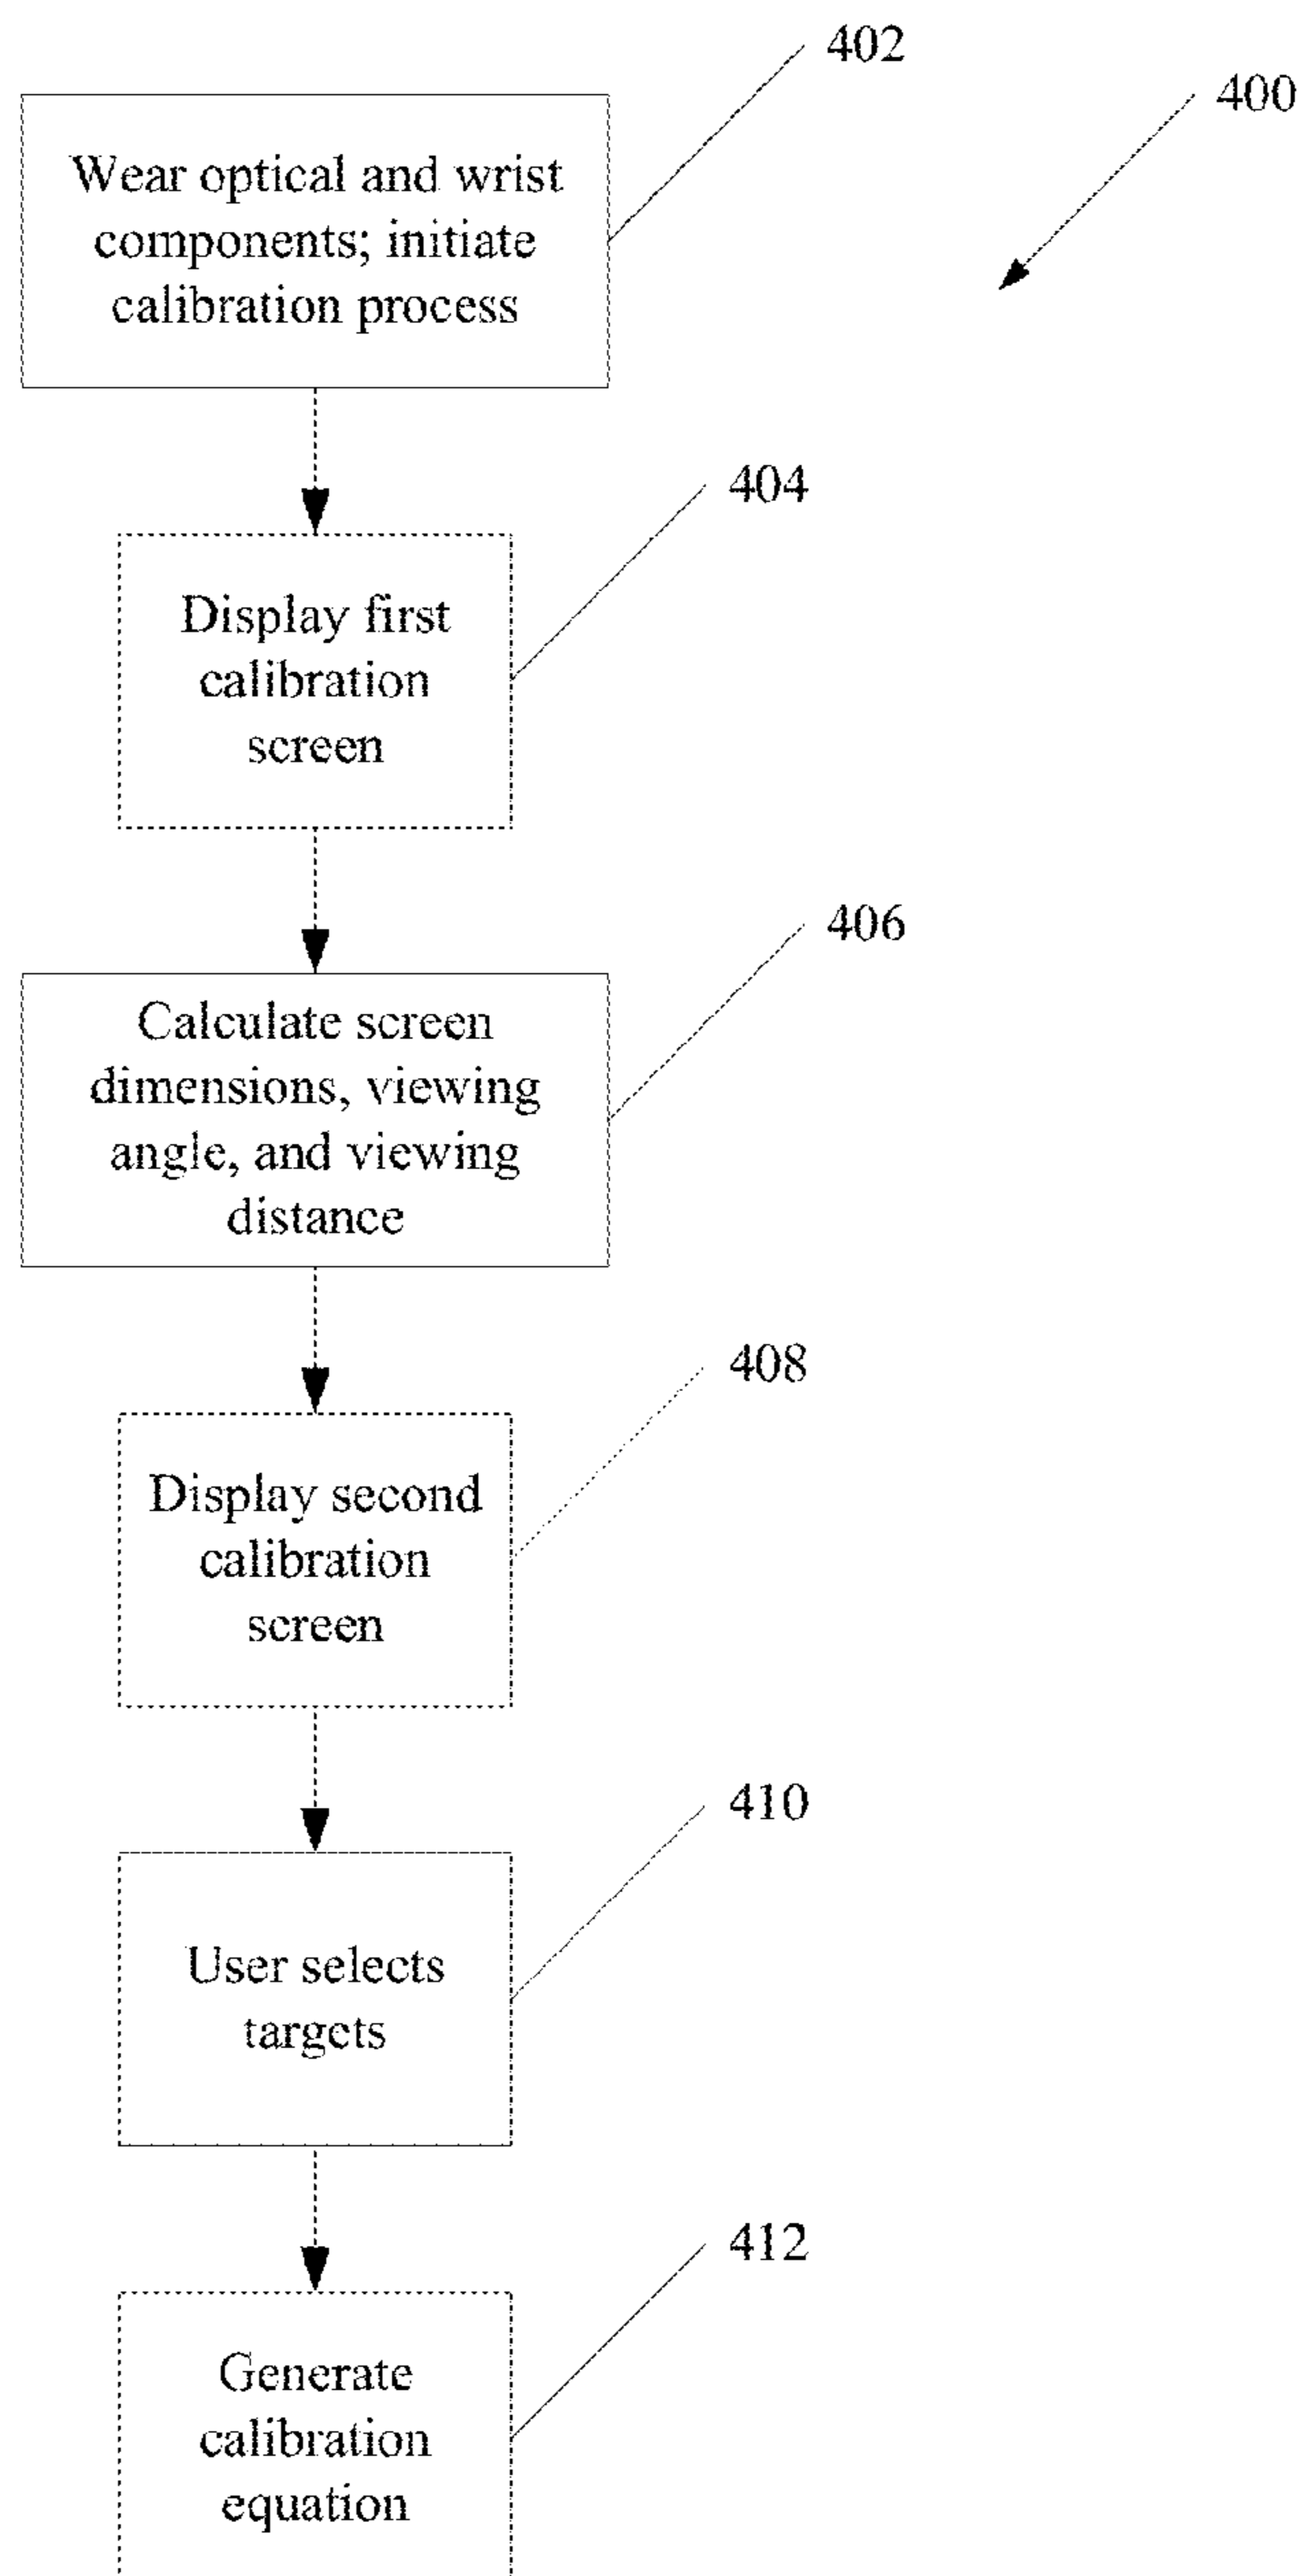 402
400
Wear optical and wrist
components; initiate
calibration process
404
Display first
calibration
screen
406
Calculate screen
dimensions, viewing
angle, and viewing
distance
408
Display second
calibration
screen
410
User selects
targets
412
Generate
calibration
equation